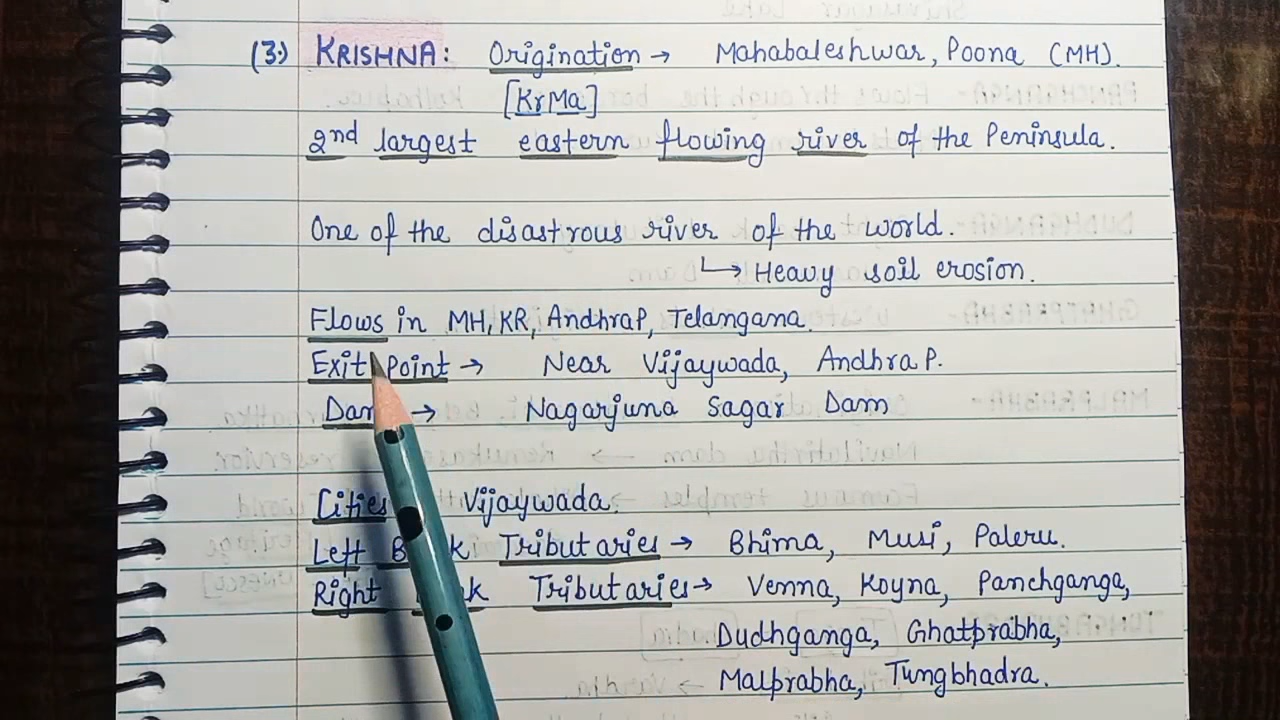 (3.) KRISHNA: Origination → Mahabaleshwar, Poona (MH).
[KrMa]
2nd largest eastern flowing river of the Peninsula.
One of the disastrous river of the world.
↳ Heavy soil erosion.
Flows in MH, KR, Andhra P, Telangana.
Exit Point → Near Vijaywada, Andhra P.
Dam → Nagarjuna Sagar Dam
Cities Vijaywada.
Left Tributaries → Bhima, Musi, Paleru.
Right Tributaries → Venna, Koyna, Panchganga,
Dudhganga, Ghatprabha,
Malprabha, Tungbhadra.